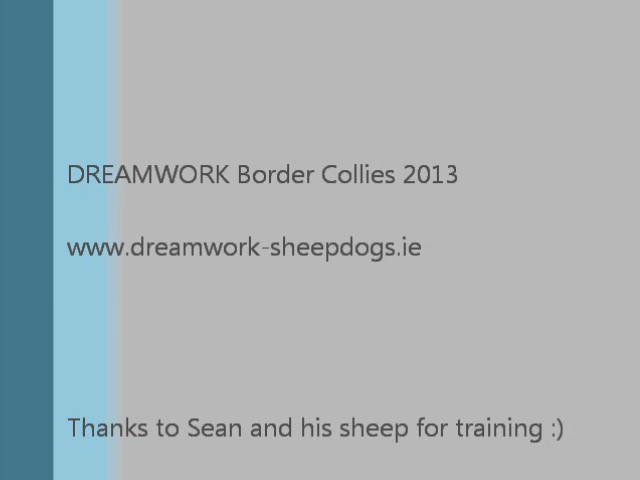 DREAMWORK Border Collies 2013
www.dreamwork-sheepdogs.ie
Thanks to Sean and his sheep for training :)